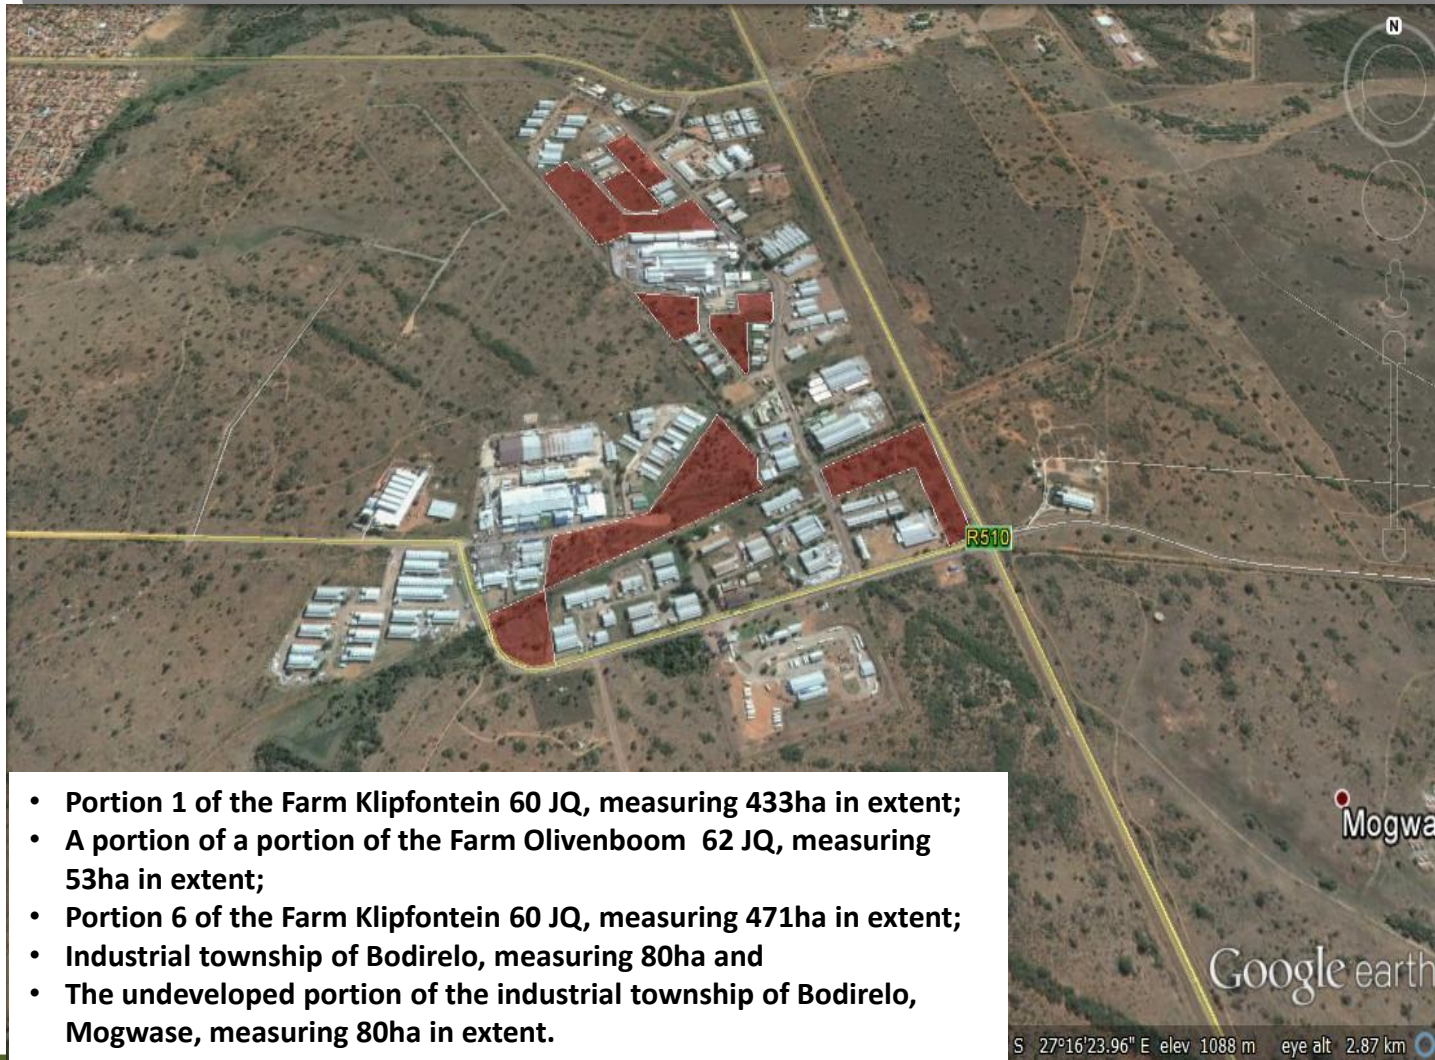 N
R510
Mogwa
• Portion 1 of the Farm Klipfontein 60 JQ, measuring 433ha in extent;
• A portion of a portion of the Farm Olivenboom 62 JQ, measuring
53ha in extent;
• Portion 6 of the Farm Klipfontein 60 JQ, measuring 471ha in extent;
• Industrial township of Bodirelo, measuring 80ha and
• The undeveloped portion of the industrial township of Bodirelo,
Mogwase, measuring 80ha in extent.
Google earth
S 27°16'23.96" E elev 1088 m eye alt 2.87 km